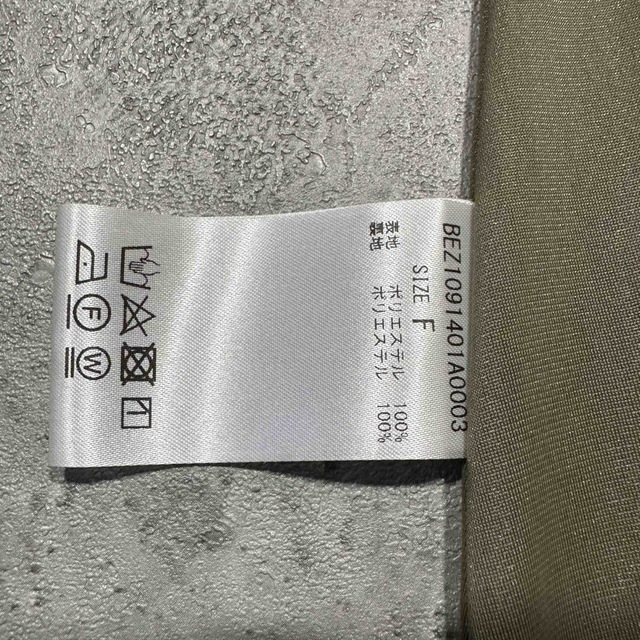 BEZ1091401A0003
SIZE F
表地 ポリエステル 100%
裏地 ポリエステル 100%
F W